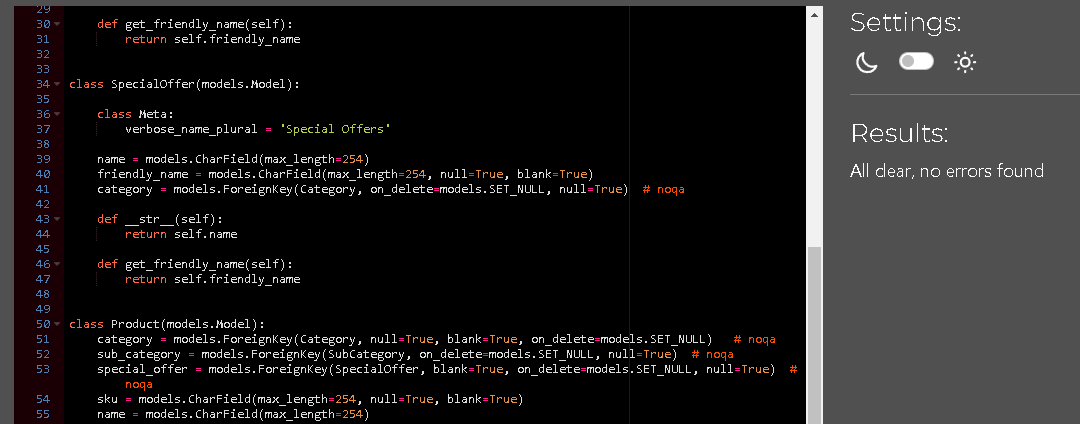 29
30 def get_friendly_name(self):
31 return self.friendly_name
32
33
34 class SpecialOffer(models.Model):
35
36 class Meta:
37 verbose_name_plural = 'Special Offers'
38
39 name = models.CharField(max_length=254)
40 friendly_name = models.CharField(max_length=254, null=True, blank=True)
41 category = models.ForeignKey(Category, on_delete=models.SET_NULL, null=True)  # noqa
42
43 def __str__(self):
44 return self.name
45
46 def get_friendly_name(self):
47 return self.friendly_name
48
49
50 class Product(models.Model):
51 category = models.ForeignKey(Category, null=True, blank=True, on_delete=models.SET_NULL)   # noqa
52 sub_category = models.ForeignKey(SubCategory, on_delete=models.SET_NULL, null=True)  # noqa
53 special_offer = models.ForeignKey(SpecialOffer, blank=True, on_delete=models.SET_NULL, null=True)  #
noqa
54 sku = models.CharField(max_length=254, null=True, blank=True)
55 name = models.CharField(max_length=254)
Settings:
Results:
All clear, no errors found